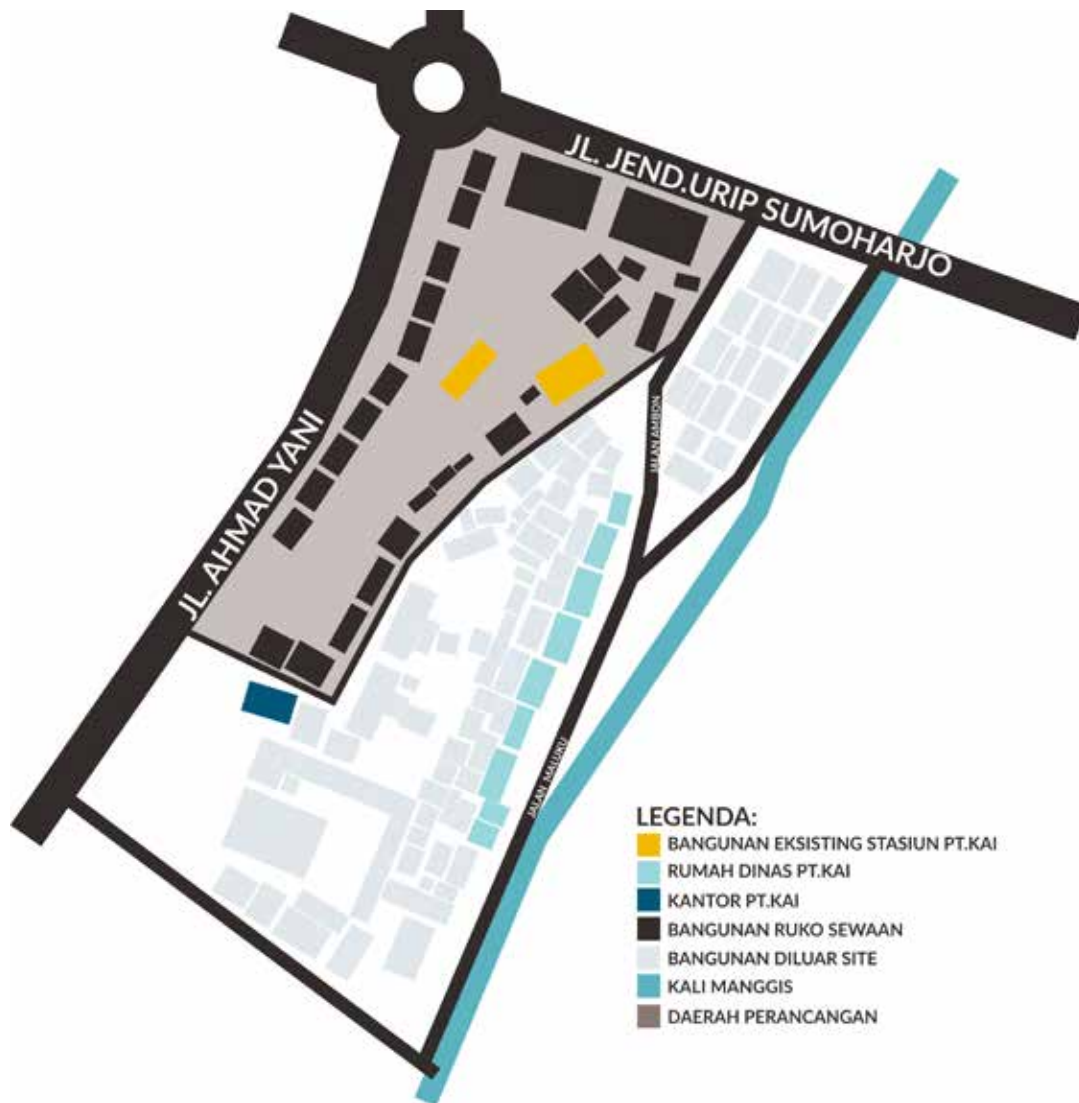 JL. JEND.URIP SUMOHARJO
JL. AHMAD YANI
JALAN AMBON
JALAN MALUKU
LEGENDA:
BANGUNAN EKSISTING STASIUN PT.KAI
RUMAH DINAS PT.KAI
KANTOR PT.KAI
BANGUNAN RUKO SEWAAN
BANGUNAN DILUAR SITE
KALI MANGGIS
DAERAH PERANCANGAN